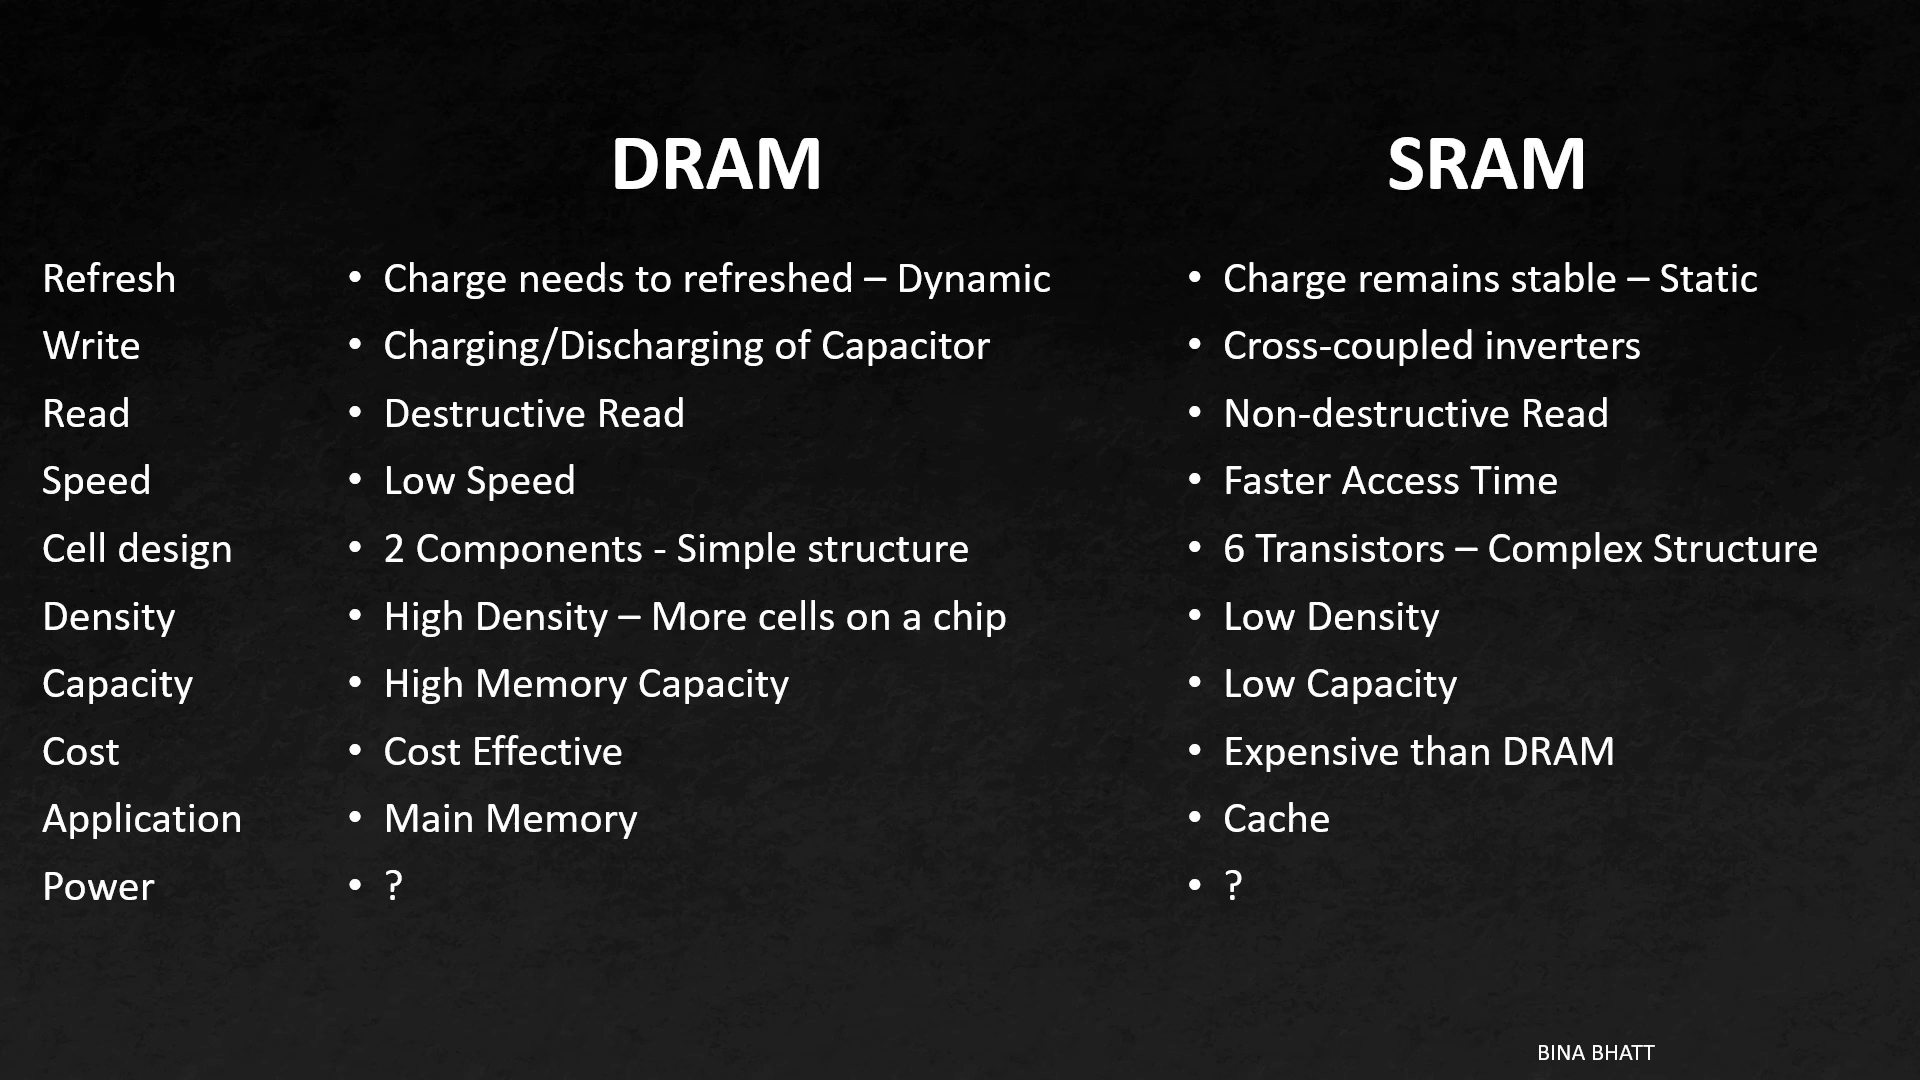 DRAM SRAM
Refresh • Charge needs to refreshed – Dynamic • Charge remains stable – Static
Write • Charging/Discharging of Capacitor • Cross-coupled inverters
Read • Destructive Read • Non-destructive Read
Speed • Low Speed • Faster Access Time
Cell design • 2 Components - Simple structure • 6 Transistors – Complex Structure
Density • High Density – More cells on a chip • Low Density
Capacity • High Memory Capacity • Low Capacity
Cost • Cost Effective • Expensive than DRAM
Application • Main Memory • Cache
Power • ? • ?
BINA BHATT